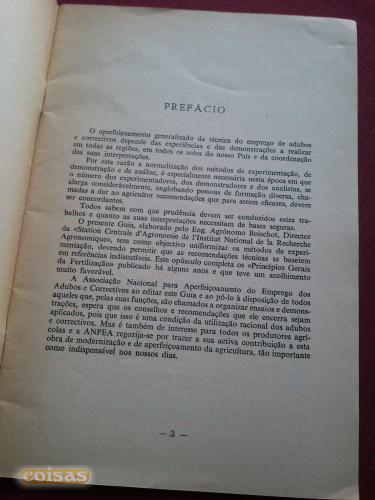 PREFÁCIO
O aperfeiçoamento generalizado da técnica do emprego de adubos
e correctivos depende das experiências e das demonstrações a realizar
em todas as regiões, em todos os solos do nosso País e da coordenação
das suas interpretações.
Por esta razão a normalização dos métodos de experimentação, de
demonstração e de análise, é especialmente necessária nesta época em que
o número dos experimentadores, dos demonstradores e dos analistas, se
alarga consideràvelmente, englobando pessoas de formação diversa, cha-
madas a dar ao agricultor recomendações que para serem eficazes, devem
ser concordantes.
Todos sabem com que prudência devem ser conduzidos estes tra-
balhos e quanto as suas interpretações necessitam de bases seguras.
O presente Guia, elaborado pelo Eng. Agrónomo Boischot, Director
da «Station Centrale d'Agronomie de l'Institut National de la Recherche
Agronomique», tem como objectivo uniformizar os métodos de experi-
mentação, devendo permitir que as recomendações técnicas se baseiem
em referências indiscutíveis. Este opúsculo completa os «Princípios Gerais
da Fertilização» publicado há alguns anos e que teve um acolhimento
muito favorável.
A Associação Nacional para Aperfeiçoamento do Emprego dos
Adubos e Correctivos ao editar este Guia e ao pô-lo à disposição de todos
aqueles que, pelas suas funções, são chamados a organizar ensaios e demons-
trações, espera que os conselhos e recomendações que ele encerra sejam
aplicados, pois que isso é uma condição da utilização racional dos adubos
e correctivos. Mas é também de interesse para todos os produtores agrí-
colas e a ANPEA regozija-se por trazer a sua activa contribuição a esta
obra de modernização e de aperfeiçoamento da agricultura, tão importante
como indispensável nos nossos dias.
— 3 —
coisas